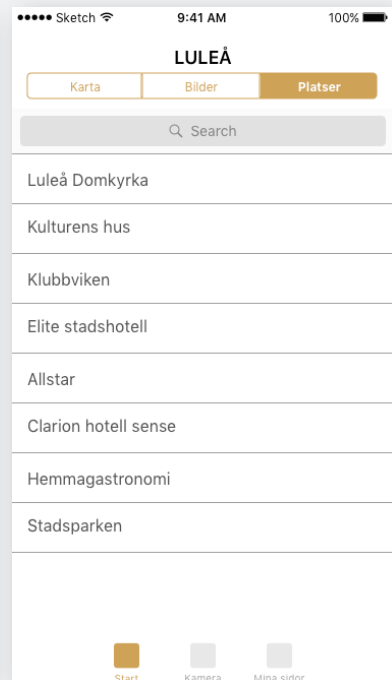 Sketch 9:41 AM 100%
LULEÅ
Karta Bilder Platser
Search
Luleå Domkyrka
Kulturens hus
Klubbviken
Elite stadshotell
Allstar
Clarion hotell sense
Hemmagastronomi
Stadsparken
Start Kamera Mina sidor